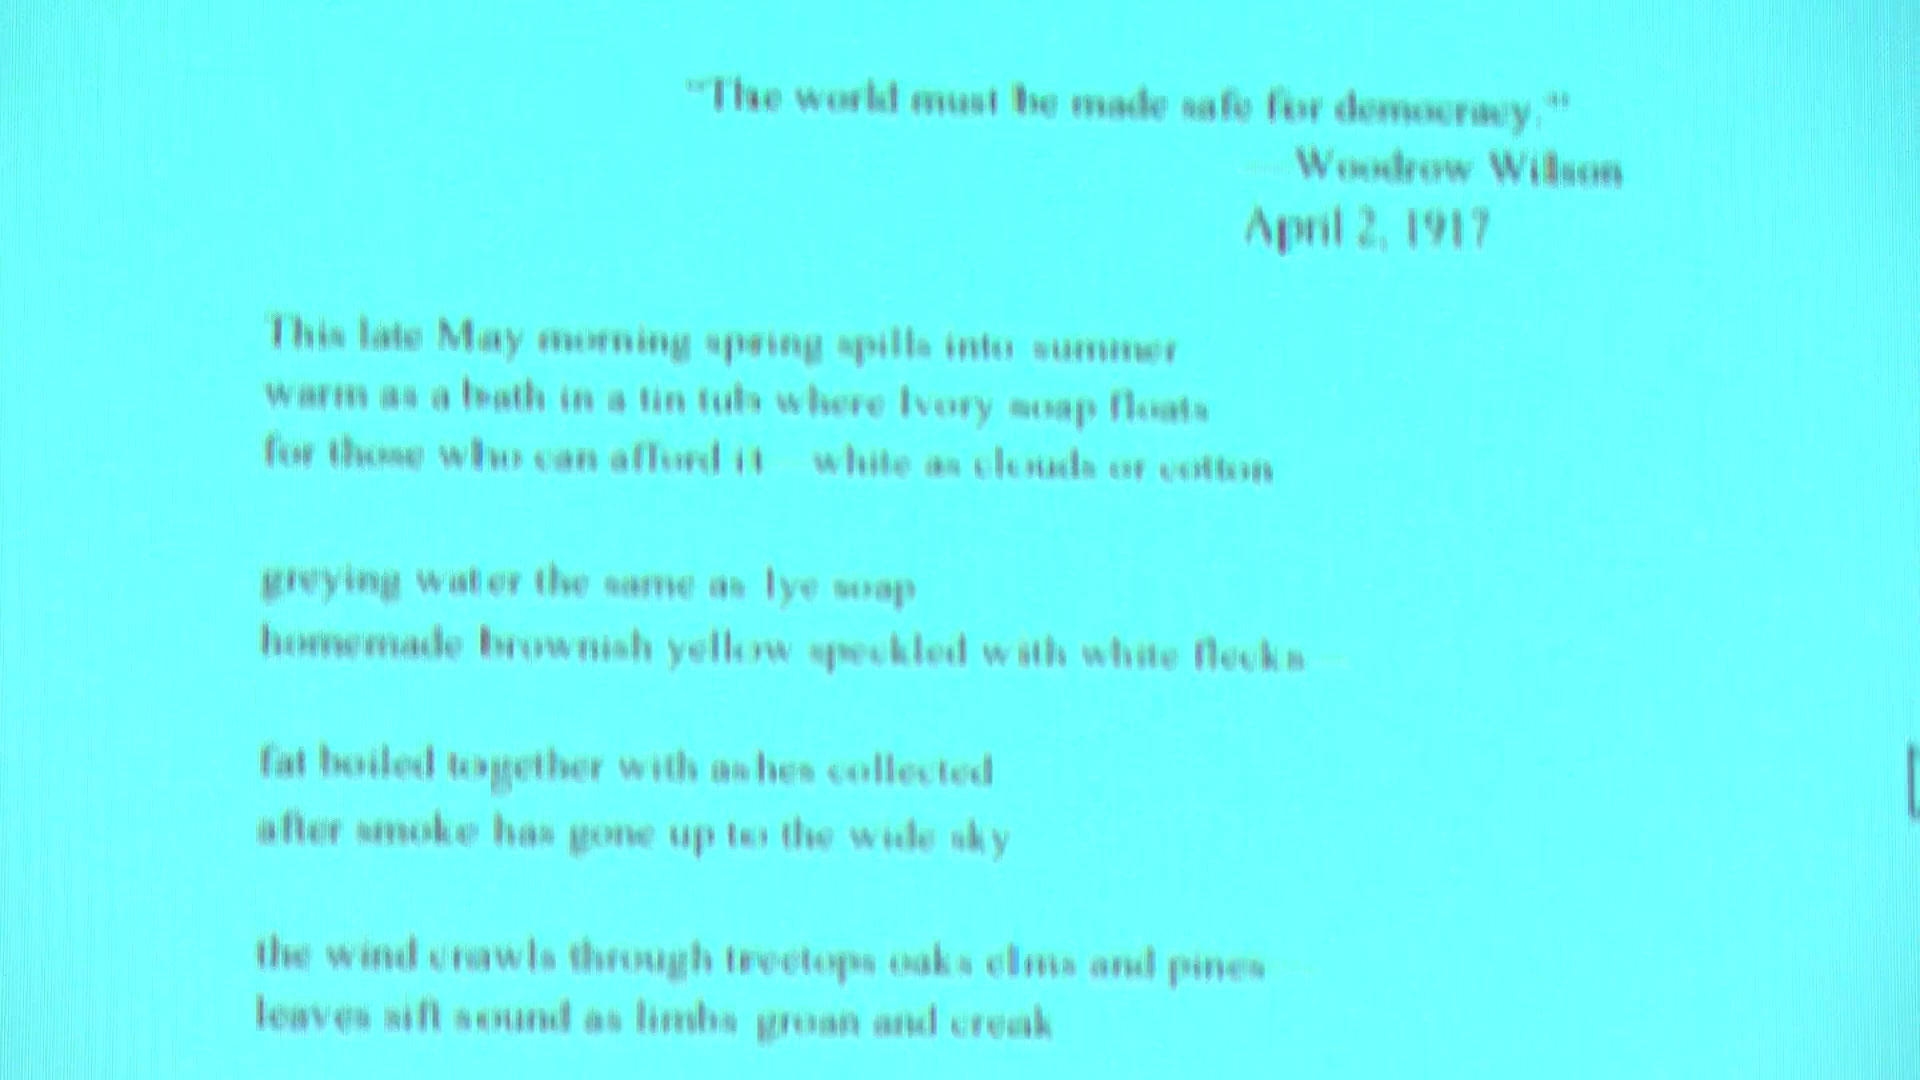 "The world must be made safe for democracy."
— Woodrow Wilson
April 2, 1917
This late May morning spring spills into summer
warm as a bath in a tin tub where Ivory soap floats
for those who can afford it — white as clouds or cotton
greying water the same as lye soap
homemade brownish yellow speckled with white flecks —
fat boiled together with ashes collected
after smoke has gone up to the wide sky
the wind crawls through treetops oaks elms and pines —
leaves sift sound as limbs groan and creak